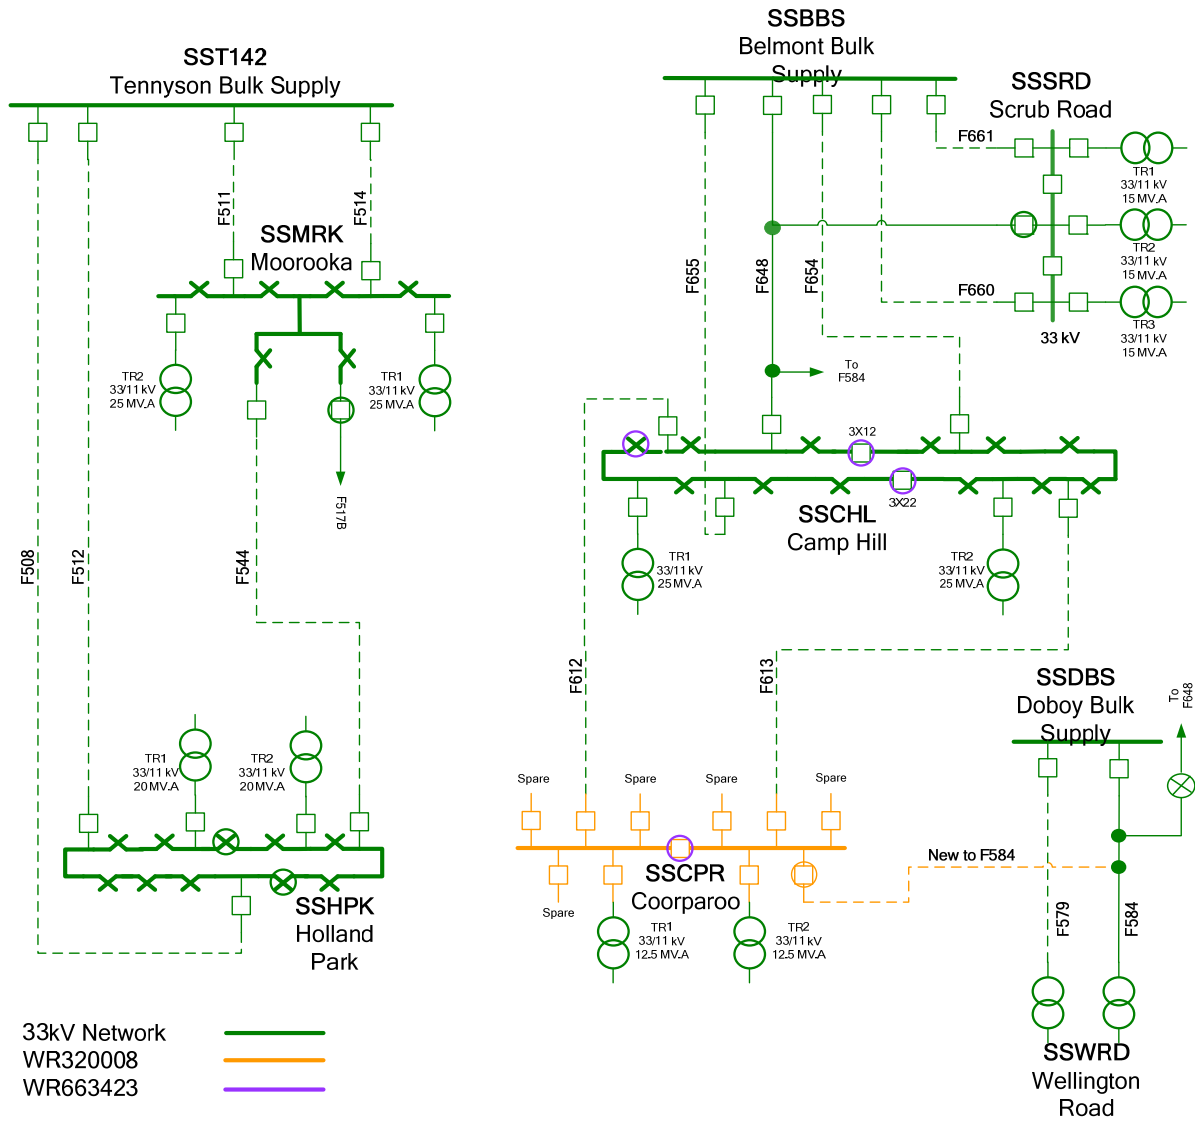 SST142
Tennyson Bulk Supply
SSBBS
Belmont Bulk
Supply
SSSRD
Scrub Road
F661
TR1
33/11 kV
15 MV.A
F511
F514
SSMRK
Moorooka
TR2
33/11 kV
15 MV.A
F655
F648
F654
F660
TR3
33/11 kV
15 MV.A
33 kV
TR2
33/11 kV
25 MV.A
TR1
33/11 kV
25 MV.A
To
F584
3X12
F517B
3X22
SSCHL
Camp Hill
F508
F512
F544
TR1
33/11 kV
25 MV.A
TR2
33/11 kV
25 MV.A
F612
F613
SSDBS
Doboy Bulk
Supply
To
F648
TR1
33/11 kV
20 MV.A
TR2
33/11 kV
20 MV.A
Spare
Spare
Spare
Spare
New to F584
SSCPR
Coorparoo
SSHPK
Holland
Park
Spare
TR1
33/11 kV
12.5 MV.A
TR2
33/11 kV
12.5 MV.A
F579
F584
33kV Network
WR320008
WR663423
SSWRD
Wellington
Road